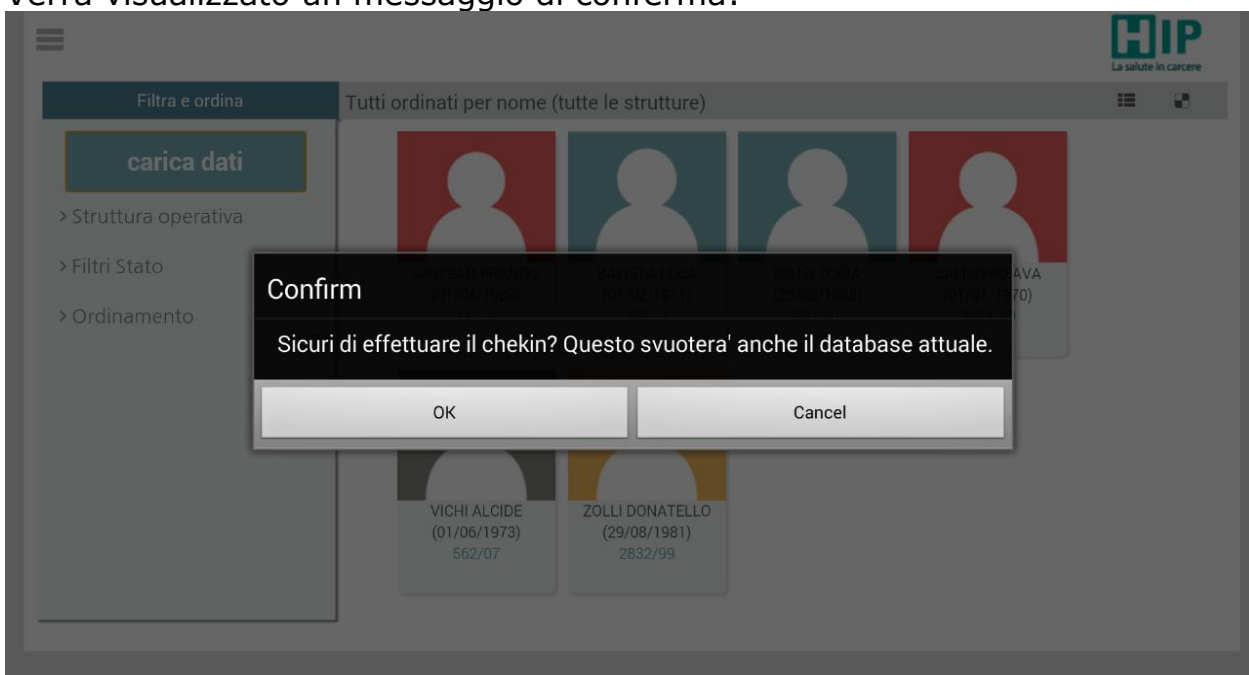 verrà visualizzato un messaggio di conferma:
HIP
La salute in carcere
Filtra e ordina
Tutti ordinati per nome (tutte le strutture)
carica dati
> Struttura operativa
> Filtri Stato
> Ordinamento
Confirm
Sicuri di effettuare il chekin? Questo svuotera' anche il database attuale.
OK
Cancel
VICHI ALCIDE
(01/06/1973)
562/07
ZOLLI DONATELLO
(29/08/1981)
2832/99